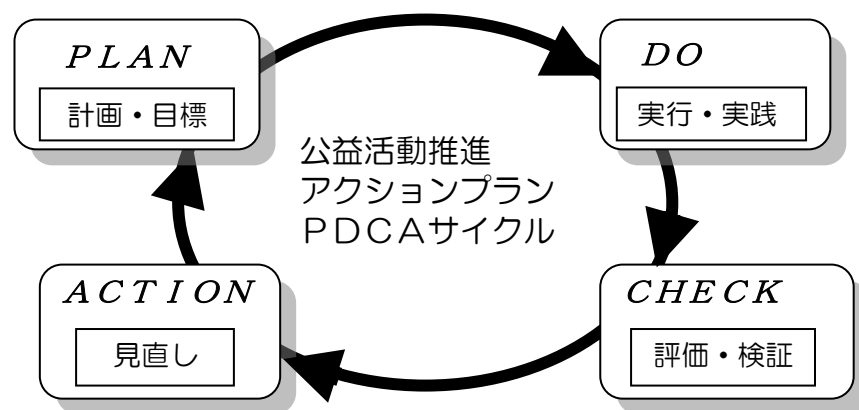 PLAN
計画・目標
DO
実行・実践
公益活動推進
アクションプラン
ＰＤＣＡサイクル
ACTION
見直し
CHECK
評価・検証